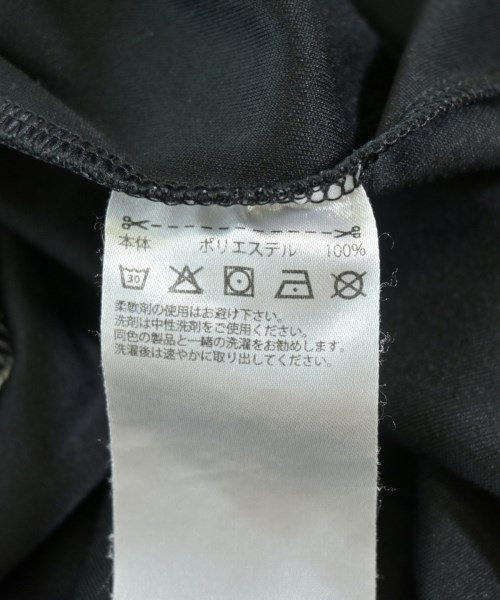 本体 ポリエステル 100%
30
柔軟剤の使用はお避け下さい。
洗剤は中性洗剤をご使用ください。
同色の製品と一緒の洗濯をお勧めします。
洗濯後は速やかに取り出してください。